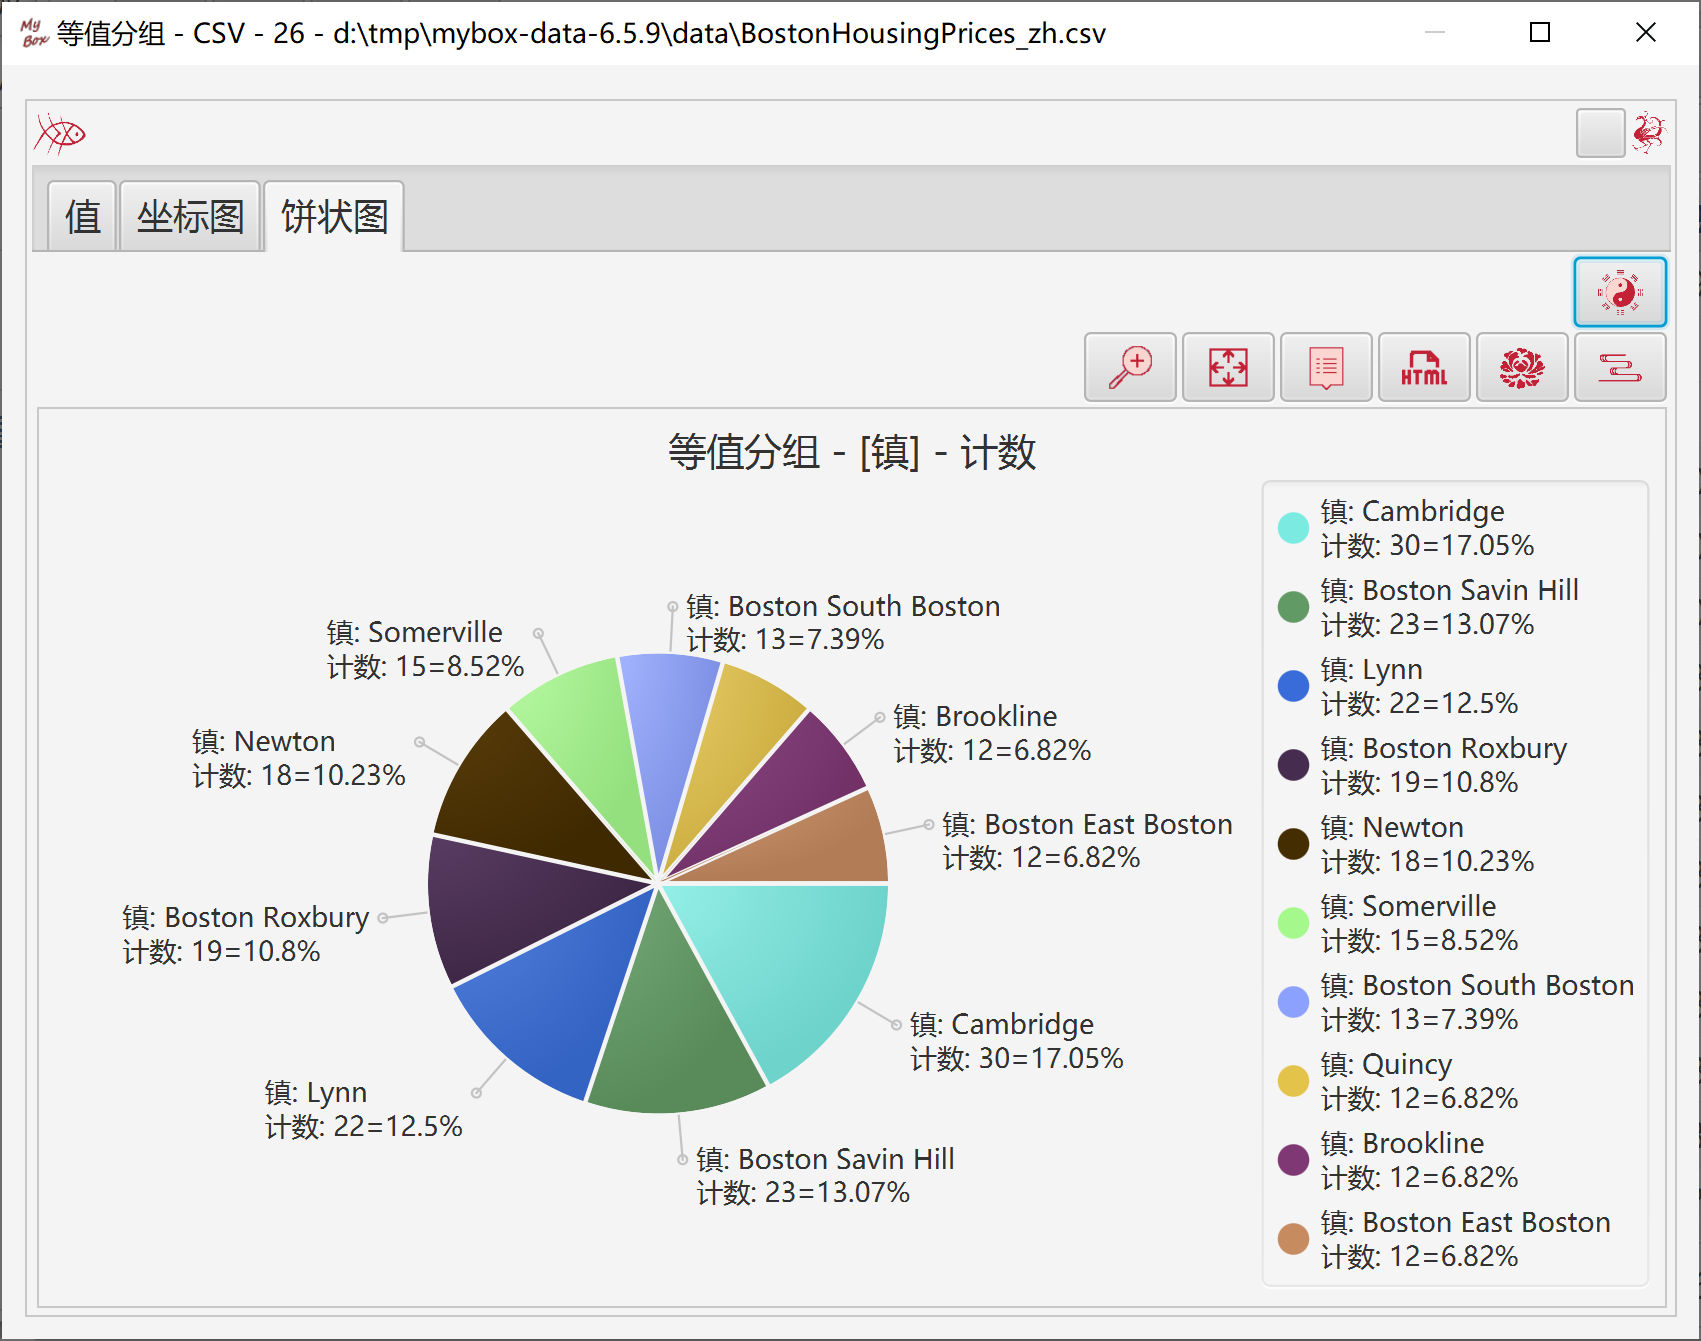 My Box 等值分组 - CSV - 26 - d:\tmp\mybox-data-6.5.9\data\BostonHousingPrices_zh.csv
值 坐标图 饼状图
HTML
等值分组 - [镇] - 计数
镇: Boston South Boston
计数: 13=7.39%
镇: Somerville
计数: 15=8.52%
镇: Brookline
计数: 12=6.82%
镇: Newton
计数: 18=10.23%
镇: Boston East Boston
计数: 12=6.82%
镇: Boston Roxbury
计数: 19=10.8%
镇: Cambridge
计数: 30=17.05%
镇: Lynn
计数: 22=12.5%
镇: Boston Savin Hill
计数: 23=13.07%
镇: Cambridge
计数: 30=17.05%
镇: Boston Savin Hill
计数: 23=13.07%
镇: Lynn
计数: 22=12.5%
镇: Boston Roxbury
计数: 19=10.8%
镇: Newton
计数: 18=10.23%
镇: Somerville
计数: 15=8.52%
镇: Boston South Boston
计数: 13=7.39%
镇: Quincy
计数: 12=6.82%
镇: Brookline
计数: 12=6.82%
镇: Boston East Boston
计数: 12=6.82%